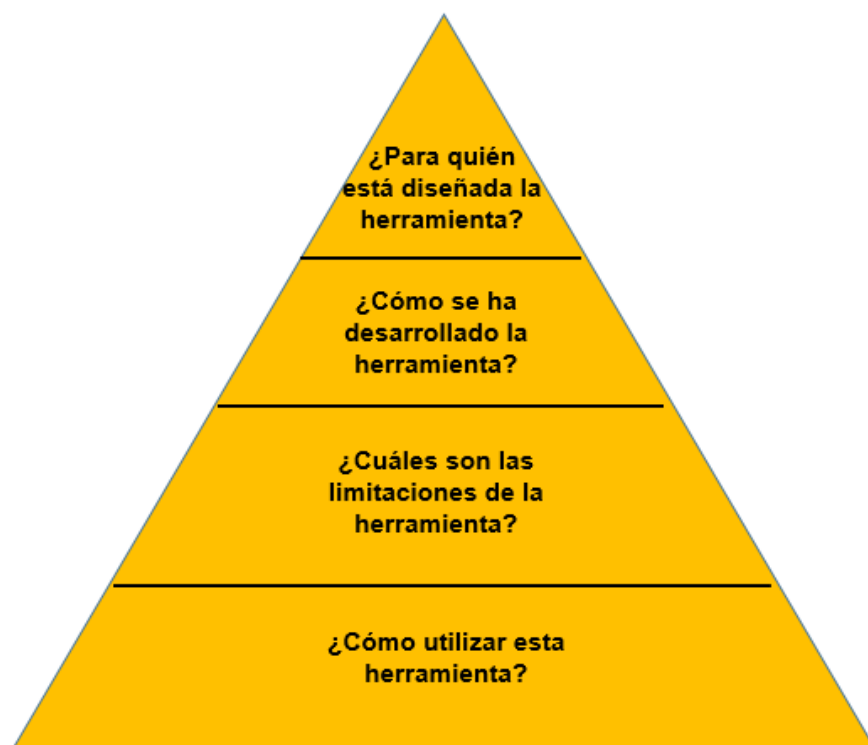 ¿Para quién
está diseñada la
herramienta?
¿Cómo se ha
desarrollado la
herramienta?
¿Cuáles son las
limitaciones de la
herramienta?
¿Cómo utilizar esta
herramienta?